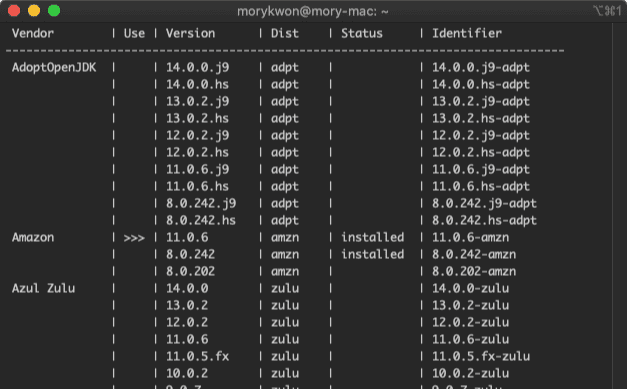 morykwon@mory-mac: ~ ⌥⌘1
Vendor | Use | Version | Dist | Status | Identifier
--------------------------------------------------------------------------------
AdoptOpenJDK | | 14.0.0.j9 | adpt | | 14.0.0.j9-adpt
| | 14.0.0.hs | adpt | | 14.0.0.hs-adpt
| | 13.0.2.j9 | adpt | | 13.0.2.j9-adpt
| | 13.0.2.hs | adpt | | 13.0.2.hs-adpt
| | 12.0.2.j9 | adpt | | 12.0.2.j9-adpt
| | 12.0.2.hs | adpt | | 12.0.2.hs-adpt
| | 11.0.6.j9 | adpt | | 11.0.6.j9-adpt
| | 11.0.6.hs | adpt | | 11.0.6.hs-adpt
| | 8.0.242.j9 | adpt | | 8.0.242.j9-adpt
| | 8.0.242.hs | adpt | | 8.0.242.hs-adpt
Amazon | >>> | 11.0.6 | amzn | installed | 11.0.6-amzn
| | 8.0.242 | amzn | installed | 8.0.242-amzn
| | 8.0.202 | amzn | | 8.0.202-amzn
Azul Zulu | | 14.0.0 | zulu | | 14.0.0-zulu
| | 13.0.2 | zulu | | 13.0.2-zulu
| | 12.0.2 | zulu | | 12.0.2-zulu
| | 11.0.6 | zulu | | 11.0.6-zulu
| | 11.0.5.fx | zulu | | 11.0.5.fx-zulu
| | 10.0.2 | zulu | | 10.0.2-zulu